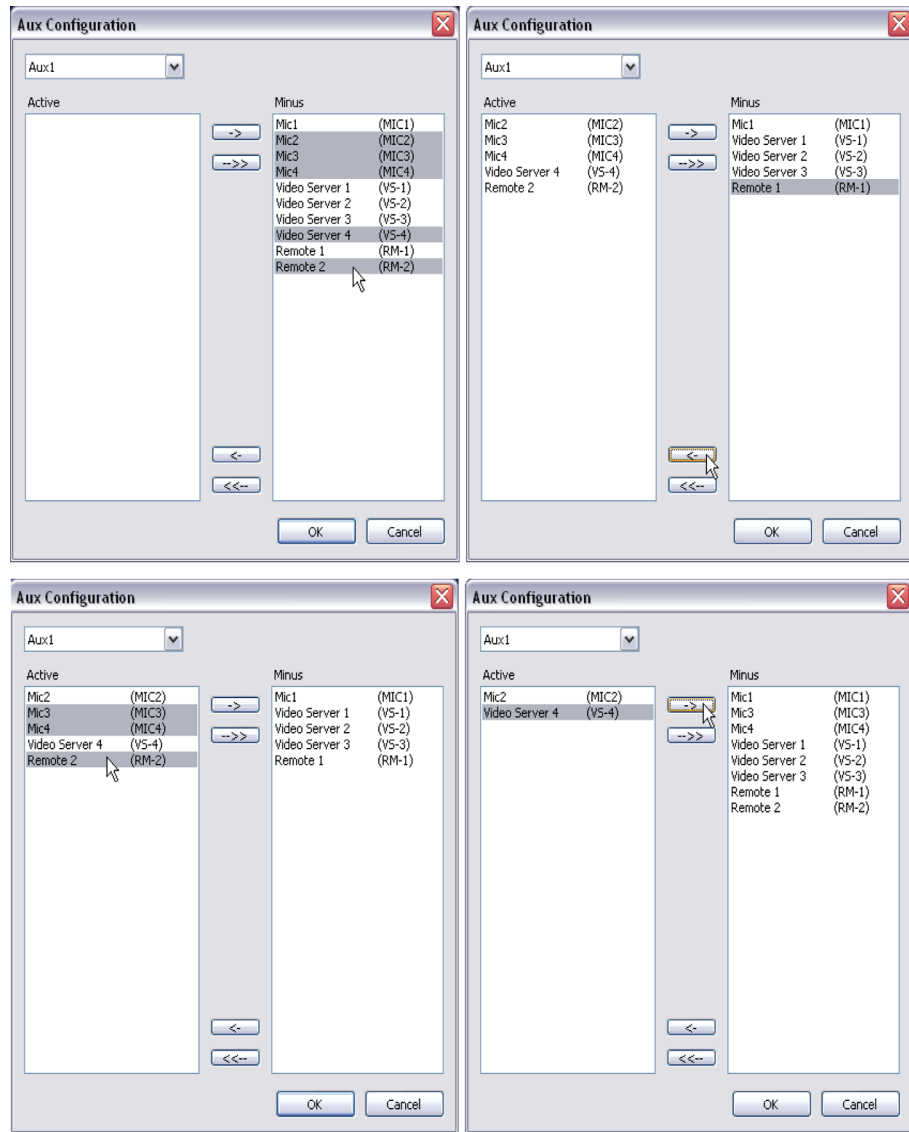 Aux Configuration
Aux1
Active
Minus
->
-->>
Mic1 (MIC1)
Mic2 (MIC2)
Mic3 (MIC3)
Mic4 (MIC4)
Video Server 1 (VS-1)
Video Server 2 (VS-2)
Video Server 3 (VS-3)
Video Server 4 (VS-4)
Remote 1 (RM-1)
Remote 2 (RM-2)
<-
<<--
OK
Cancel
Aux Configuration
Aux1
Active
Minus
Mic2 (MIC2)
Mic3 (MIC3)
Mic4 (MIC4)
Video Server 4 (VS-4)
Remote 2 (RM-2)
->
-->>
Mic1 (MIC1)
Video Server 1 (VS-1)
Video Server 2 (VS-2)
Video Server 3 (VS-3)
Remote 1 (RM-1)
<-
<<--
OK
Cancel
Aux Configuration
Aux1
Active
Minus
Mic2 (MIC2)
Mic3 (MIC3)
Mic4 (MIC4)
Video Server 4 (VS-4)
Remote 2 (RM-2)
->
-->>
Mic1 (MIC1)
Video Server 1 (VS-1)
Video Server 2 (VS-2)
Video Server 3 (VS-3)
Remote 1 (RM-1)
<-
<<--
OK
Cancel
Aux Configuration
Aux1
Active
Minus
Mic2 (MIC2)
Video Server 4 (VS-4)
->
-->>
Mic1 (MIC1)
Mic3 (MIC3)
Mic4 (MIC4)
Video Server 1 (VS-1)
Video Server 2 (VS-2)
Video Server 3 (VS-3)
Remote 1 (RM-1)
Remote 2 (RM-2)
<-
<<--
OK
Cancel